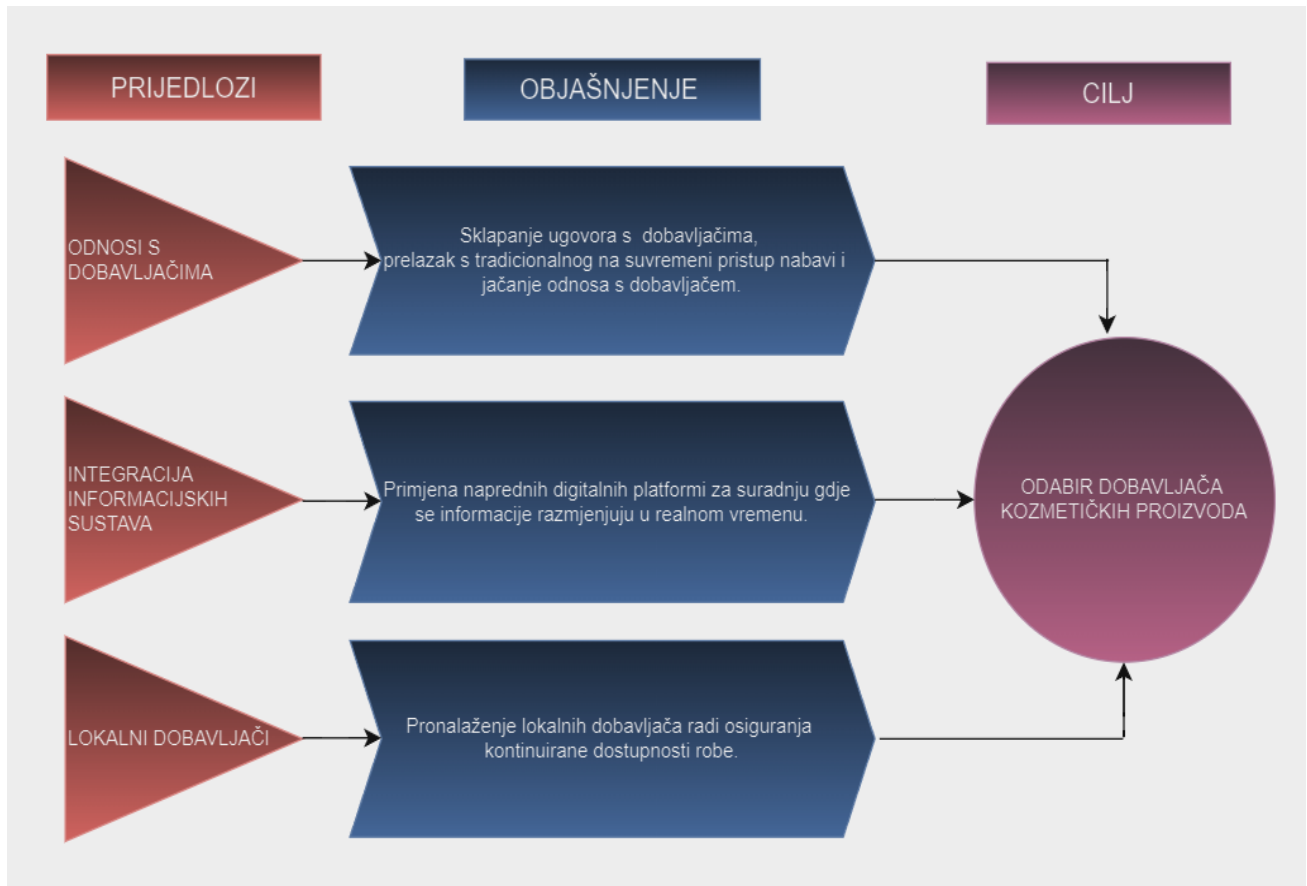 PRIJEDLOZI
OBJAŠNJENJE
CILJ
ODNOSI S
DOBAVLJAČIMA
Sklapanje ugovora s  dobavljačima,
prelazak s tradicionalnog na suvremeni pristup nabavi i
jačanje odnosa s dobavljačem.
INTEGRACIJA
INFORMACIJSKIH
SUSTAVA
Primjena naprednih digitalnih platformi za suradnju gdje
se informacije razmjenjuju u realnom vremenu.
ODABIR DOBAVLJAČA
KOZMETIČKIH PROIZVODA
LOKALNI DOBAVLJAČI
Pronalaženje lokalnih dobavljača radi osiguranja
kontinuirane dostupnosti robe.